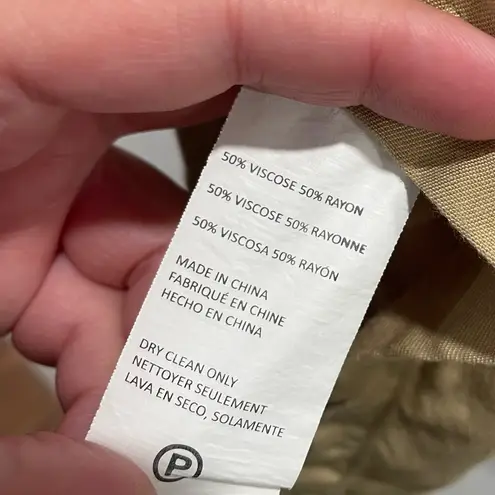 50% VISCOSE 50% RAYON
50% VISCOSE 50% RAYONNE
50% VISCOSA 50% RAYÓN
MADE IN CHINA
FABRIQUÉ EN CHINE
HECHO EN CHINA
DRY CLEAN ONLY
NETTOYER SEULEMENT
LAVA EN SECO, SOLAMENTE
P